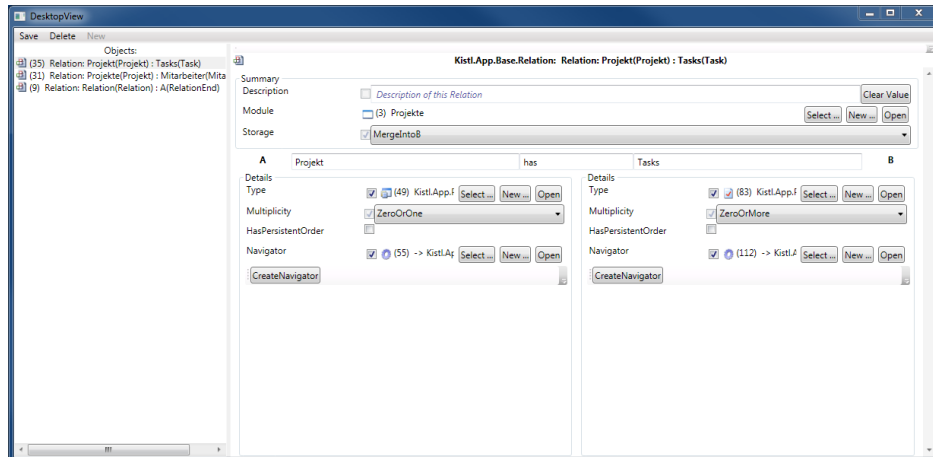 DesktopView
Save Delete New
Objects:
(35) Relation: Projekt(Projekt) : Tasks(Task)
(31) Relation: Projekte(Projekt) : Mitarbeiter(Mita
(9) Relation: Relation(Relation) : A(RelationEnd)
Kistl.App.Base.Relation: Relation: Projekt(Projekt) : Tasks(Task)
Summary
Description Description of this Relation Clear Value
Module (3) Projekte Select ... New ... Open
Storage MergeIntoB
A Projekt has Tasks B
Details
Type (49) Kistl.App.F Select ... New ... Open
Multiplicity ZeroOrOne
HasPersistentOrder
Navigator (55) -> Kistl.Ap Select ... New ... Open
CreateNavigator
Details
Type (83) Kistl.App.F Select ... New ... Open
Multiplicity ZeroOrMore
HasPersistentOrder
Navigator (112) -> Kistl.A Select ... New ... Open
CreateNavigator